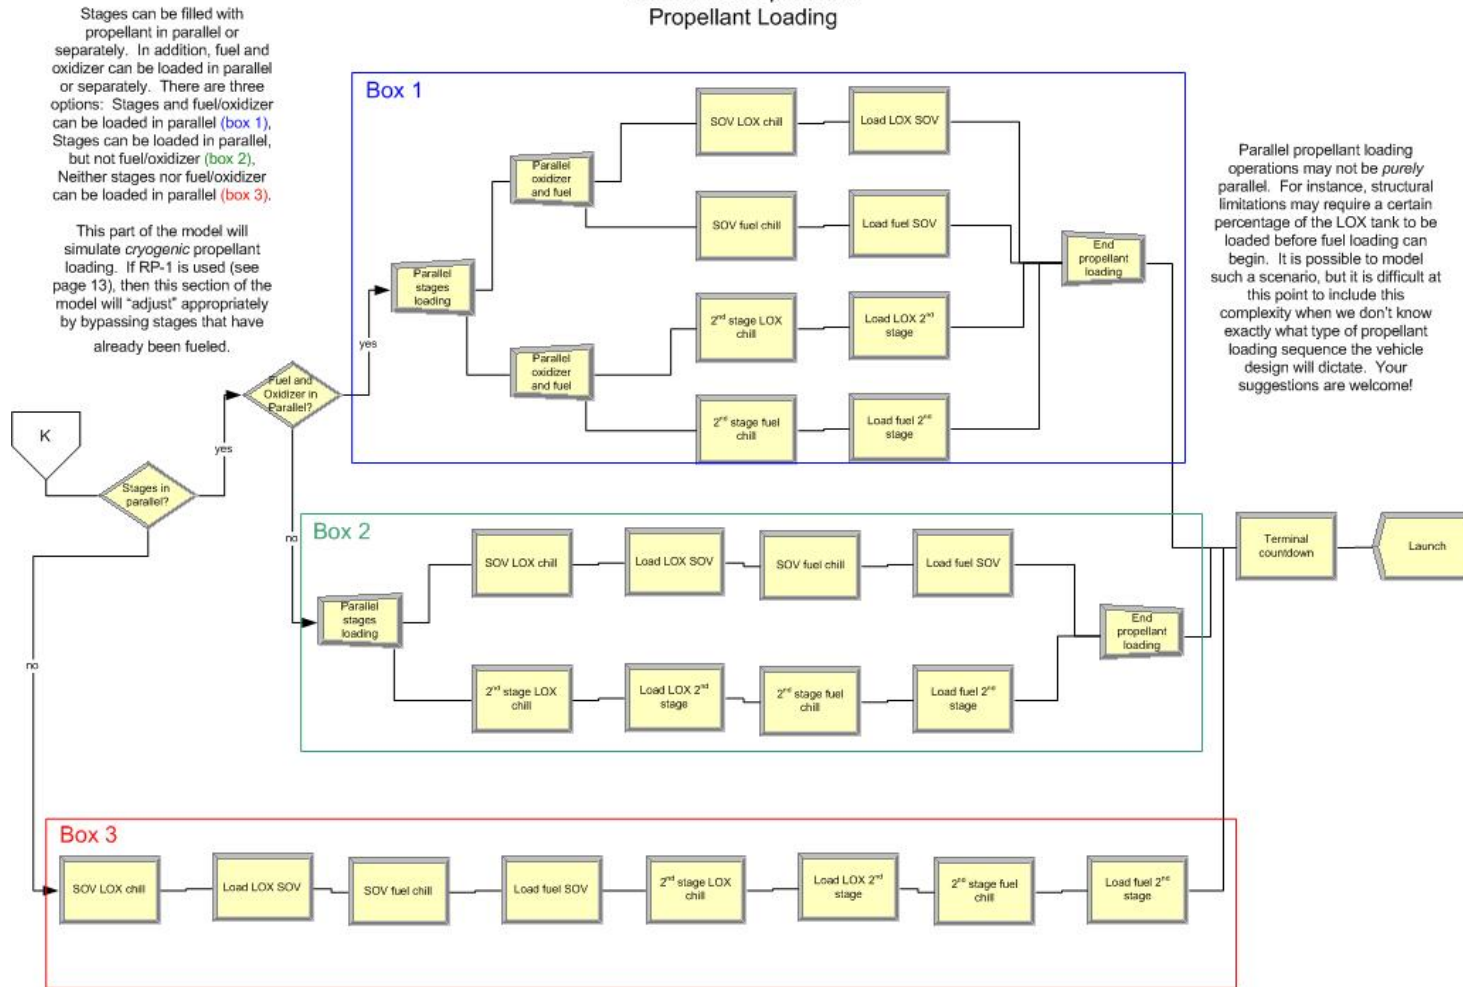 Propellant Loading
Stages can be filled with
propellant in parallel or
separately. In addition, fuel and
oxidizer can be loaded in parallel
or separately. There are three
options: Stages and fuel/oxidizer
can be loaded in parallel (box 1),
Stages can be loaded in parallel,
but not fuel/oxidizer (box 2),
Neither stages nor fuel/oxidizer
can be loaded in parallel (box 3).
This part of the model will
simulate cryogenic propellant
loading. If RP-1 is used (see
page 13), then this section of the
model will “adjust” appropriately
by bypassing stages that have
already been fueled.
K
Stages in
parallel?
yes
no
Fuel and
Oxidizer in
Parallel?
yes
no
Box 1
Parallel
stages
loading
Parallel
oxidizer
and fuel
SOV LOX chill
Load LOX SOV
SOV fuel chill
Load fuel SOV
Parallel
oxidizer
and fuel
2nd stage LOX
chill
Load LOX 2nd
stage
2nd stage fuel
chill
Load fuel 2nd
stage
End
propellant
loading
Parallel propellant loading
operations may not be purely
parallel. For instance, structural
limitations may require a certain
percentage of the LOX tank to be
loaded before fuel loading can
begin. It is possible to model
such a scenario, but it is difficult at
this point to include this
complexity when we don’t know
exactly what type of propellant
loading sequence the vehicle
design will dictate. Your
suggestions are welcome!
Box 2
Parallel
stages
loading
SOV LOX chill
Load LOX SOV
SOV fuel chill
Load fuel SOV
2nd stage LOX
chill
Load LOX 2nd
stage
2nd stage fuel
chill
Load fuel 2nd
stage
End
propellant
loading
Terminal
countdown
Launch
Box 3
SOV LOX chill
Load LOX SOV
SOV fuel chill
Load fuel SOV
2nd stage LOX
chill
Load LOX 2nd
stage
2nd stage fuel
chill
Load fuel 2nd
stage